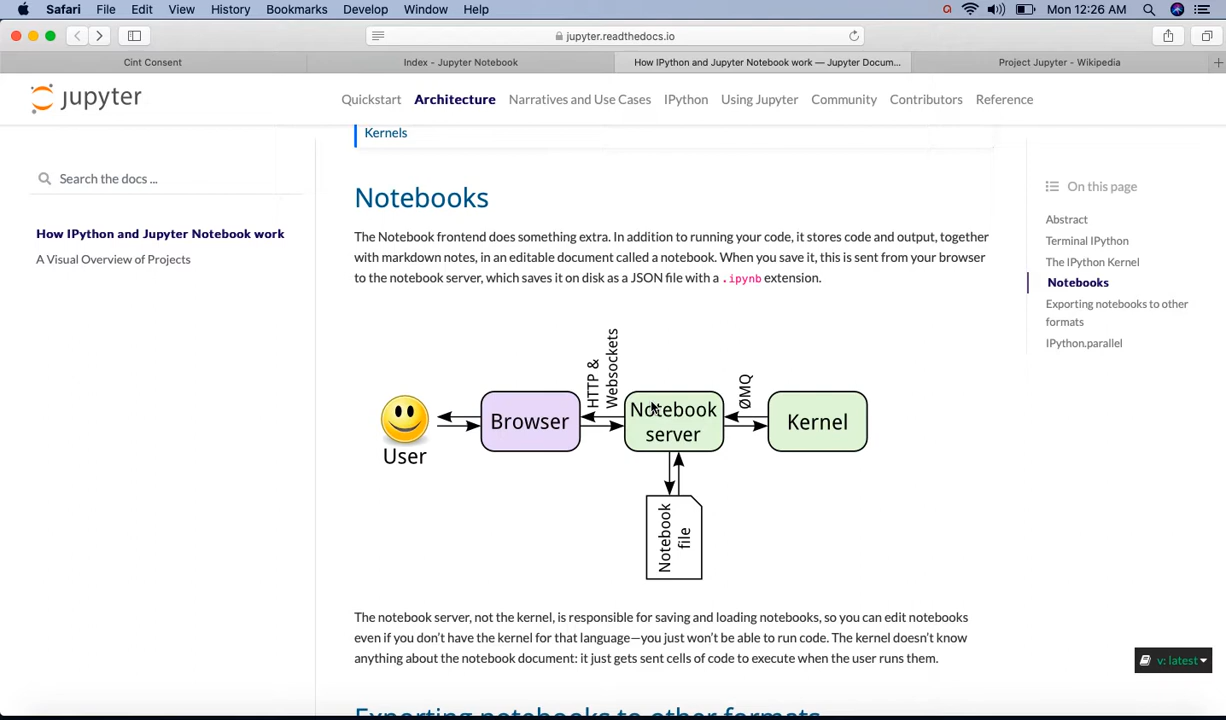 Safari File Edit View History Bookmarks Develop Window Help Mon 12:26 AM
jupyter.readthedocs.io
Cint Consent Index - Jupyter Notebook How IPython and Jupyter Notebook work — Jupyter Docum... Project Jupyter - Wikipedia +
jupyter Quickstart Architecture Narratives and Use Cases IPython Using Jupyter Community Contributors Reference
Search the docs ...
How IPython and Jupyter Notebook work
A Visual Overview of Projects
Kernels
Notebooks
The Notebook frontend does something extra. In addition to running your code, it stores code and output, together
with markdown notes, in an editable document called a notebook. When you save it, this is sent from your browser
to the notebook server, which saves it on disk as a JSON file with a .ipynb extension.
User
Browser
HTTP &
Websockets
Notebook
server
ØMQ
Kernel
Notebook
file
The notebook server, not the kernel, is responsible for saving and loading notebooks, so you can edit notebooks
even if you don’t have the kernel for that language—you just won’t be able to run code. The kernel doesn’t know
anything about the notebook document: it just gets sent cells of code to execute when the user runs them.
Exporting notebooks to other formats
On this page
Abstract
Terminal IPython
The IPython Kernel
Notebooks
Exporting notebooks to other
formats
IPython.parallel
v: latest